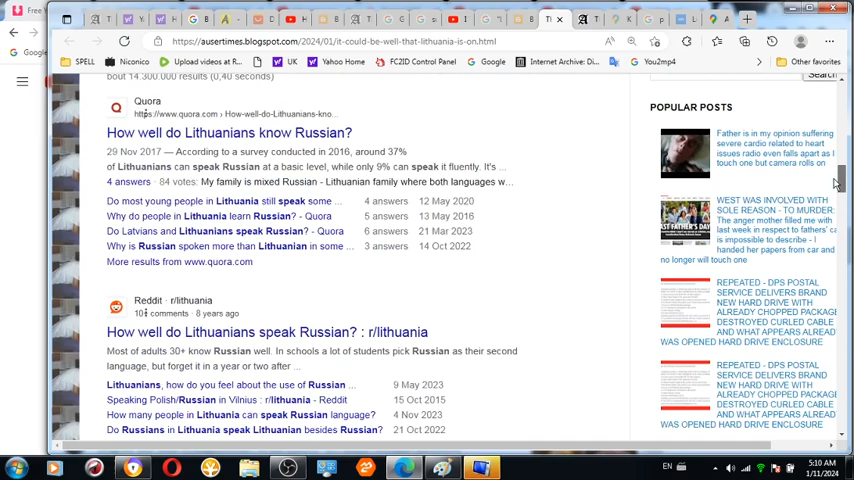 Free Y
Googl
https://ausertimes.blogspot.com/2024/01/it-could-be-well-that-lithuania-is-on.html
Seed
Niconico
Upload videos at R...
UK
Yahoo Home
FC2ID Control Panel
Google
Internet Archive: Di...
You2mp4
Other favorites
bout 14.300.000 results (0,40 seconds)
Quora
https://www.quora.com › How-well-do-Lithuanians-kno...
How well do Lithuanians know Russian?
29 Nov 2017 — According to a survey conducted in 2016, around 37%
of Lithuanians can speak Russian at a basic level, while only 9% can speak it fluently. It's ...
4 answers · 84 votes: My family is mixed Russian - Lithuanian family where both languages w...
Do most young people in Lithuania still speak some ... 4 answers 12 May 2020
Why do people in Lithuania learn Russian? - Quora 5 answers 13 May 2016
Do Latvians and Lithuanians speak Russian? - Quora 6 answers 21 Mar 2023
Why is Russian spoken more than Lithuanian in some ... 3 answers 14 Oct 2022
More results from www.quora.com
Reddit · r/lithuania
10+ comments · 8 years ago
How well do Lithuanians speak Russian? : r/lithuania
Most of adults 30+ know Russian well. In schools a lot of students pick Russian as their second
language, but forget it in a year or two after ...
Lithuanians, how do you feel about the use of Russian ... 9 May 2023
Speaking Polish/Russian in Vilnius : r/lithuania - Reddit 15 Oct 2015
How many people in Lithuania can speak Russian language? 4 Nov 2023
Do Russians in Lithuania speak Lithuanian besides Russian? 21 Oct 2022
Search
POPULAR POSTS
Father is in my opinion suffering
severe cardio related to heart
issues radio even falls apart as I
touch one but camera rolls on
WEST WAS INVOLVED WITH
SOLE REASON - TO MURDER:
The anger mother filled me with
last week in respect to fathers' ca
is impossible to describe - I
handed her papers from car and
no longer will touch one
REPEATED - DPS POSTAL
SERVICE DELIVERS BRAND
NEW HARD DRIVE WITH
ALREADY CHOPPED PACKAGE
DESTROYED CURLED CABLE
AND WHAT APPEARS ALREAD
WAS OPENED HARD DRIVE ENCLOSURE
REPEATED - DPS POSTAL
SERVICE DELIVERS BRAND
NEW HARD DRIVE WITH
ALREADY CHOPPED PACKAGE
DESTROYED CURLED CABLE
AND WHAT APPEARS ALREAD
WAS OPENED HARD DRIVE ENCLOSURE
EN
5:10 AM
1/11/2024